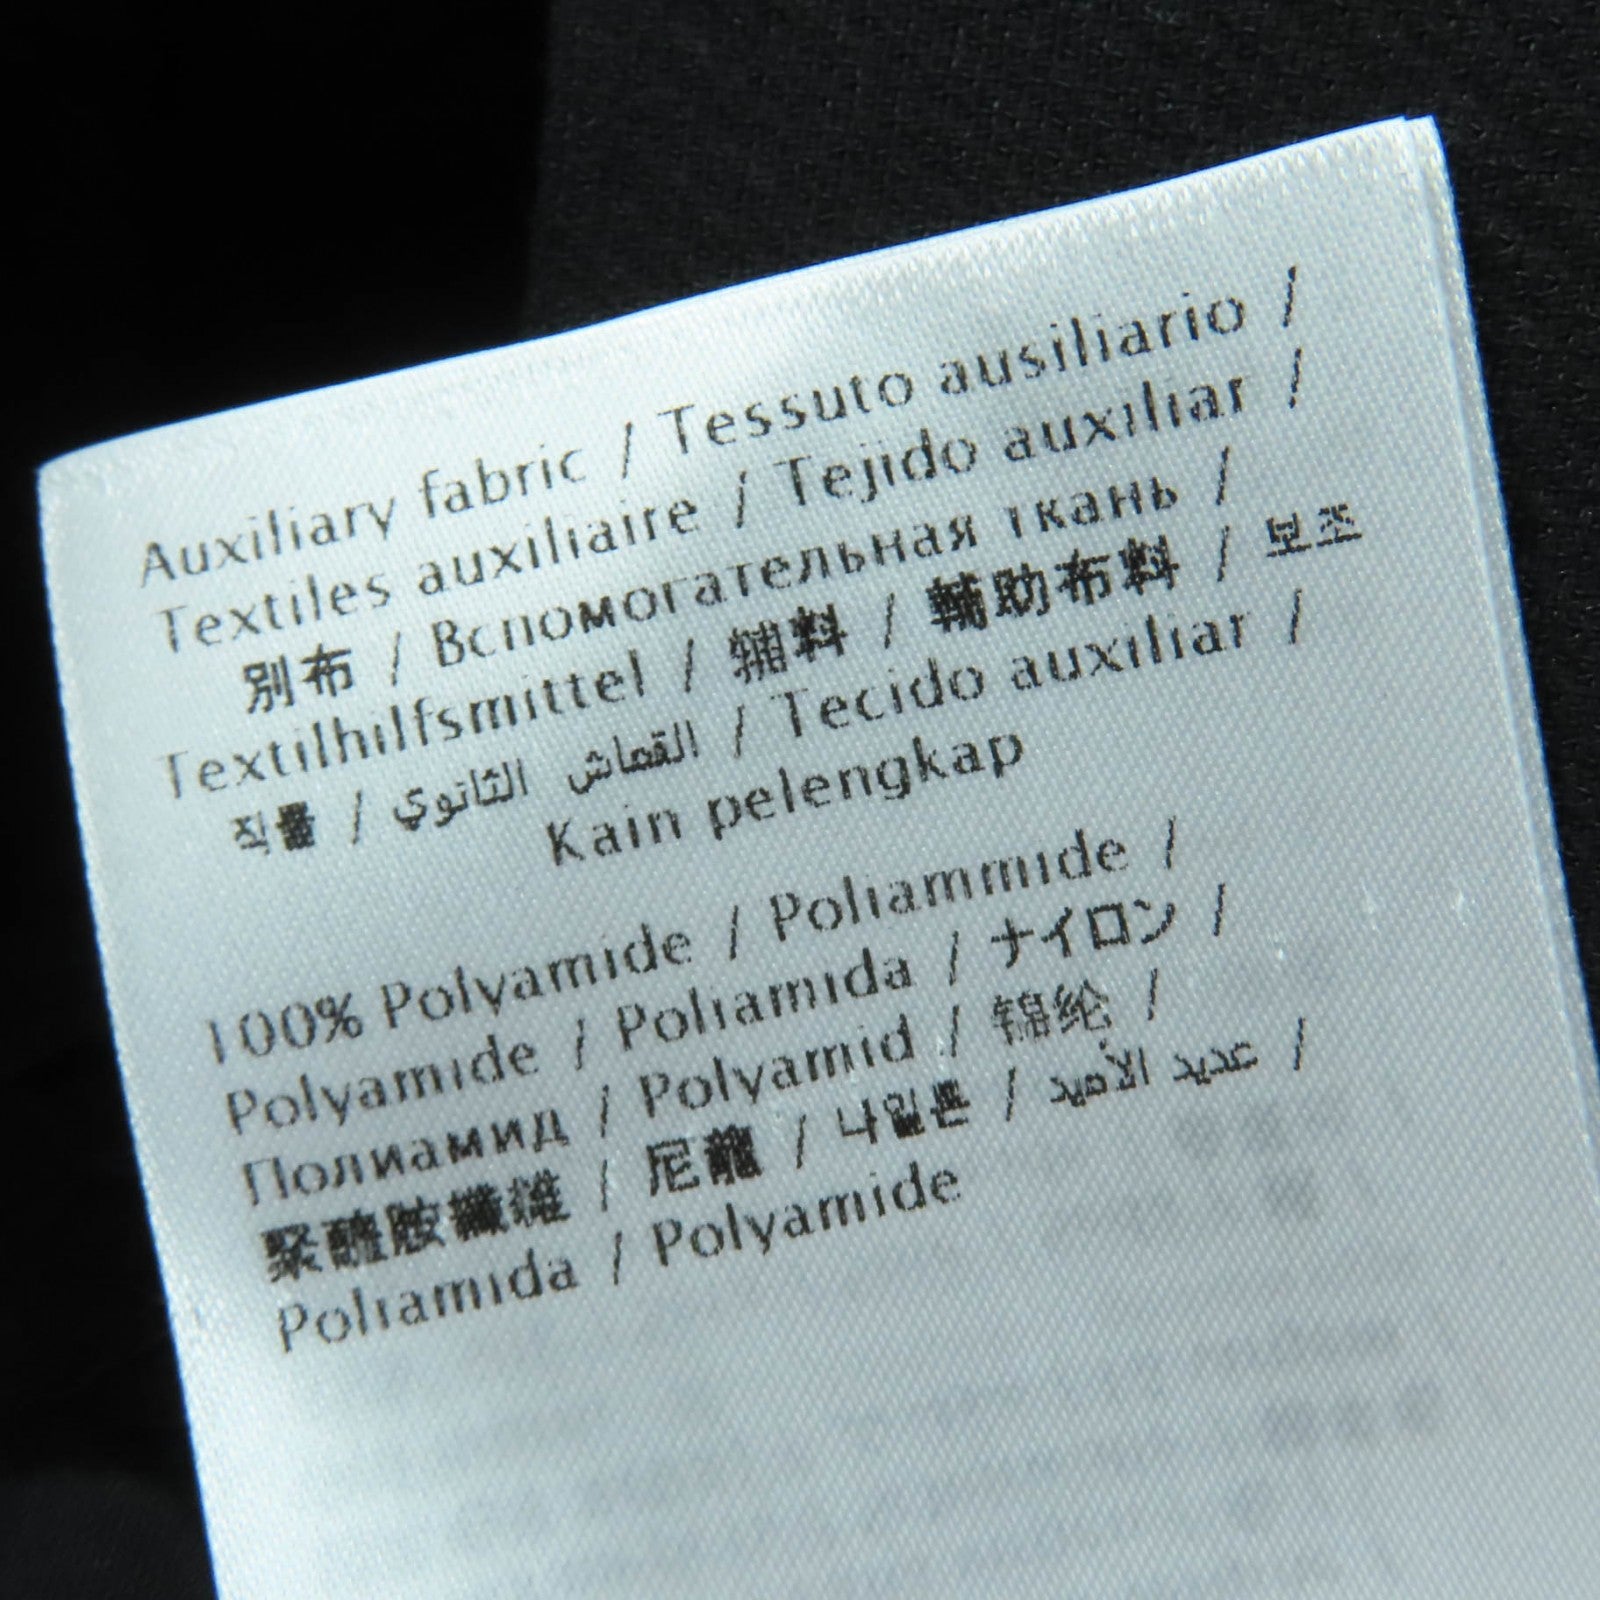 Auxiliary fabric / Tessuto ausiliario /
Textiles auxiliaire / Tejido auxiliar /
別布 / Вспомогательная ткань /
Textilhilfsmittel / 辅料 / 輔助布料 / 보조
직물 / القماش الثانوي / Tecido auxiliar /
Kain pelengkap
100% Polyamide / Poliammide /
Polyamide / Poliamida / ナイロン /
Полиамид / Polyamid / 锦纶 /
聚醯胺纖維 / 尼龍 / 나일론 / عديد الأميد /
Poliamida / Polyamide